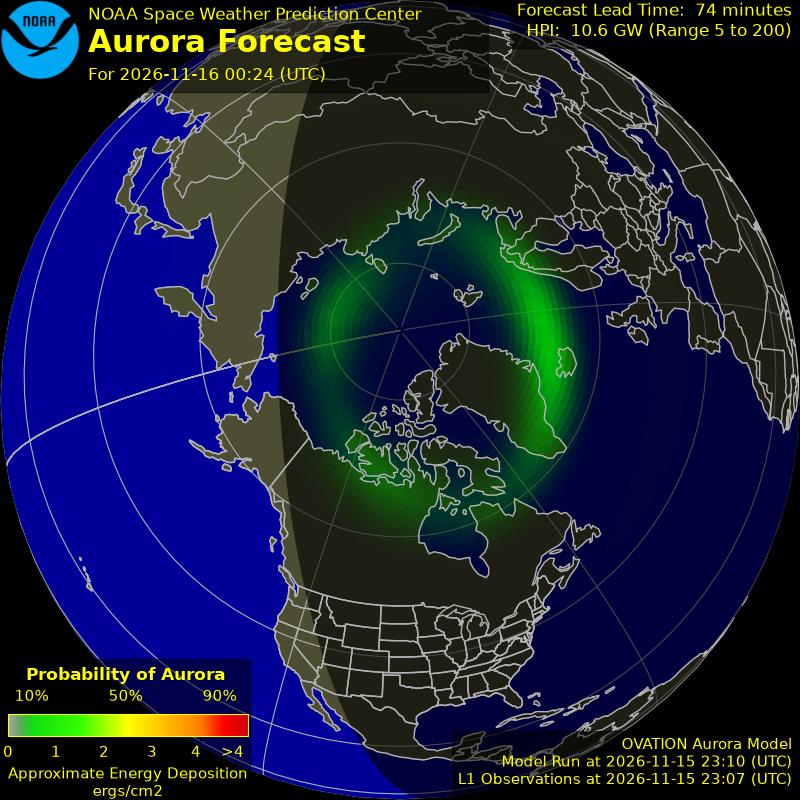 NOAA
NOAA Space Weather Prediction Center
Aurora Forecast
For 2026-11-16 00:24 (UTC)
Forecast Lead Time: 74 minutes
HPI: 10.6 GW (Range 5 to 200)
Probability of Aurora
10% 50% 90%
0 1 2 3 4 >4
Approximate Energy Deposition
ergs/cm2
OVATION Aurora Model
Model Run at 2026-11-15 23:10 (UTC)
L1 Observations at 2026-11-15 23:07 (UTC)